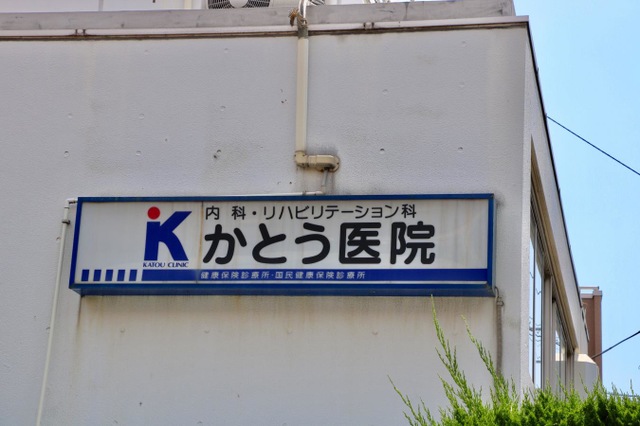 内科・リハビリテーション科
K かとう医院
KATOU CLINIC
健康保険診療所・国民健康保険診療所